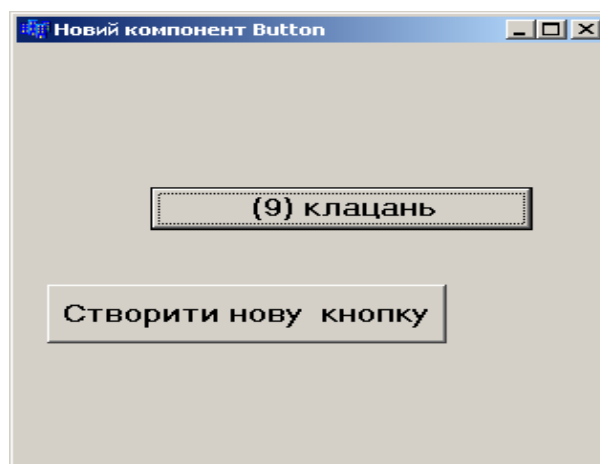 Новий компонент Button
(9) клацань
Створити нову кнопку